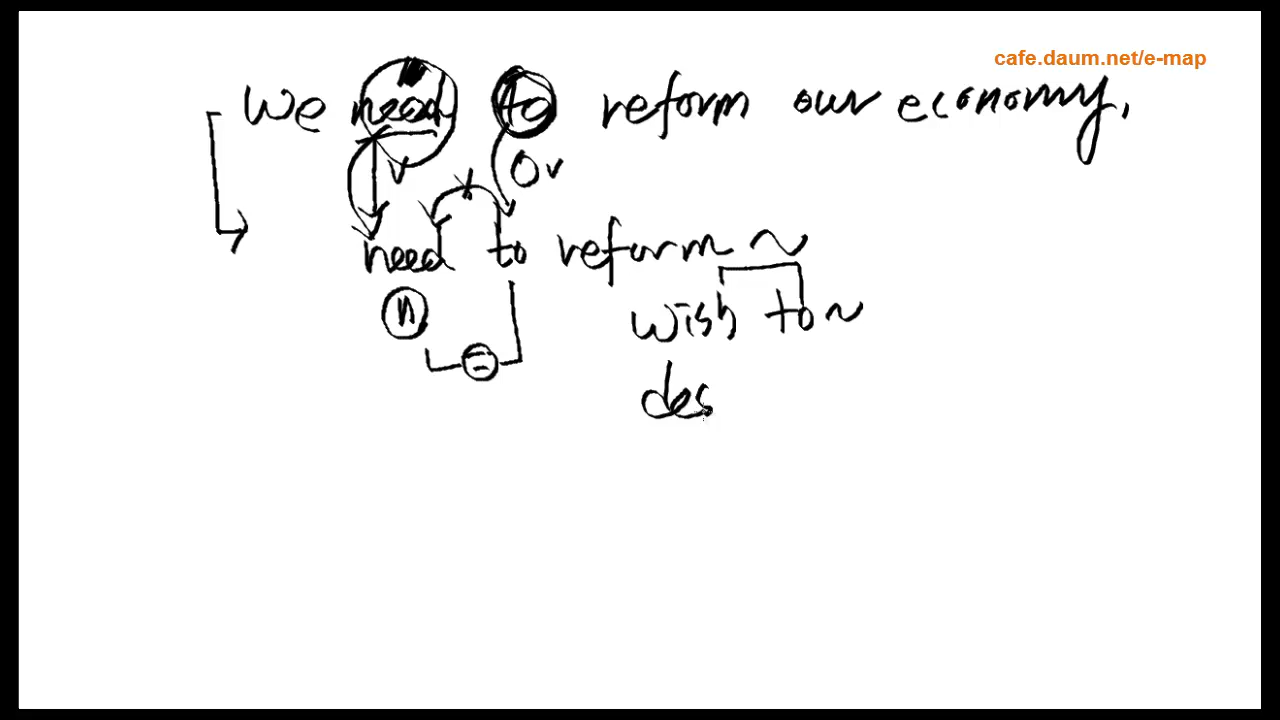 cafe.daum.net/e-map
We need to reform our economy.
v Ov
need to reform ~
n
wish to ~
=
des